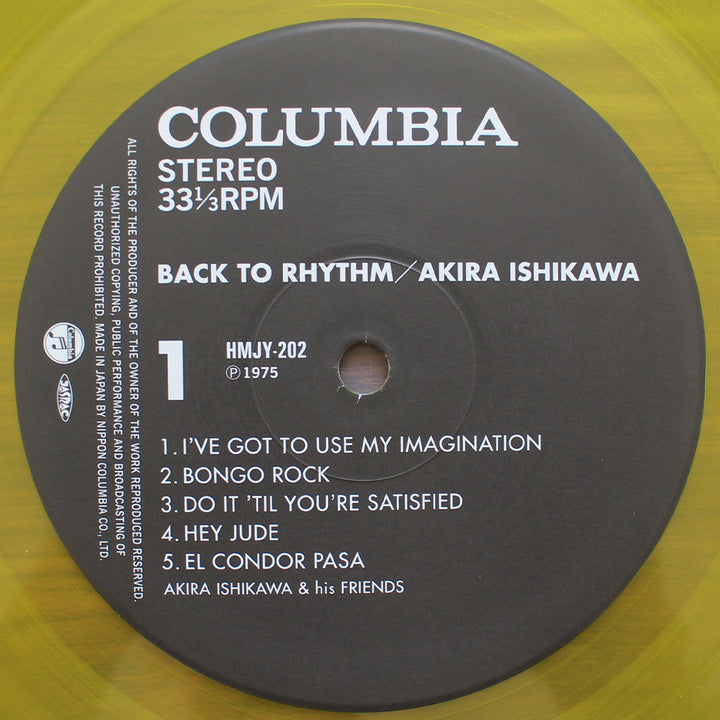 COLUMBIA
STEREO
33⅓RPM
BACK TO RHYTHM/AKIRA ISHIKAWA
1
HMJY-202
Ⓟ1975
1. I'VE GOT TO USE MY IMAGINATION
2. BONGO ROCK
3. DO IT 'TIL YOU'RE SATISFIED
4. HEY JUDE
5. EL CONDOR PASA
AKIRA ISHIKAWA & his FRIENDS
ALL RIGHTS OF THE PRODUCER AND OF THE OWNER OF THE WORK REPRODUCED RESERVED.
UNAUTHORIZED COPYING, PUBLIC PERFORMANCE AND BROADCASTING OF
THIS RECORD PROHIBITED. MADE IN JAPAN BY NIPPON COLUMBIA CO., LTD.
Columbia
JASRAC